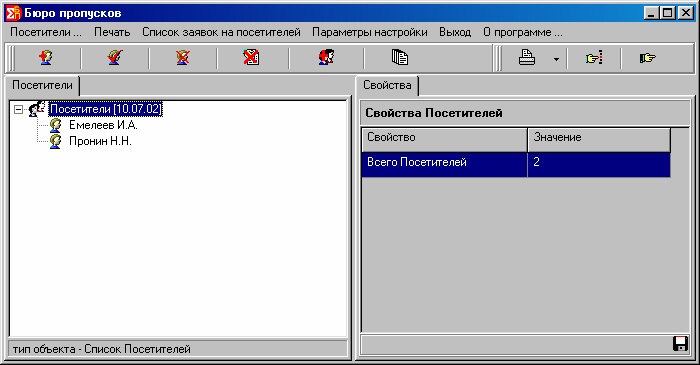 Бюро пропусков
Посетители ... Печать Список заявок на посетителей Параметры настройки Выход О программе ...
Посетители
Посетители [10.07.02]
Емелеев И.А.
Пронин Н.Н.
тип объекта - Список Посетителей
Свойства
Свойства Посетителей
Свойство Значение
Всего Посетителей 2